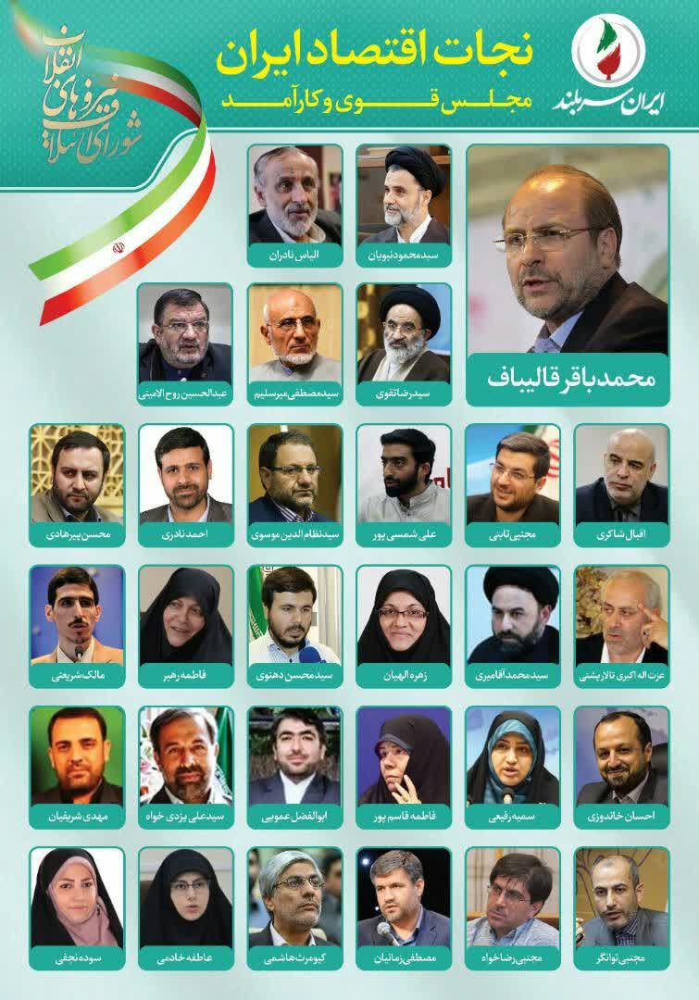 نجات اقتصاد ایران
مجلس قوی و کارآمد
ایران سربلند
شورای ائتلاف
نیروهای
انقلاب
محمدباقر قالیباف
سیدمحمود نبویان
الیاس نادران
سیدرضا تقوی
سیدمصطفی میرسلیم
عبدالحسین روح الامینی
اقبال شاکری
مجتبی ثابتی
علی شمسی پور
سیدنظام الدین موسوی
احمد نادری
محسن پیرهادی
عزت اله اکبری تالارپشتی
سیدمحمد آقامیری
زهره الهیان
سیدمحسن دهنوی
فاطمه رهبر
مالک شریعتی
احسان خاندوزی
سمیه رفیعی
فاطمه قاسم پور
ابوالفضل عمویی
سیدعلی یزدی خواه
مهدی شریفیان
مجتبی توانگر
مجتبی رضاخواه
مصطفی زمانیان
کیومرث هاشمی
عاطفه خادمی
سوده نجفی